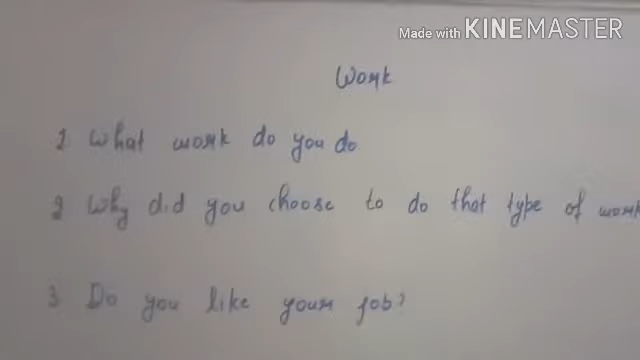 Made with KINEMASTER
Work
1 What work do you do
2 Why did you choose to do that type of work
3 Do you like your job?